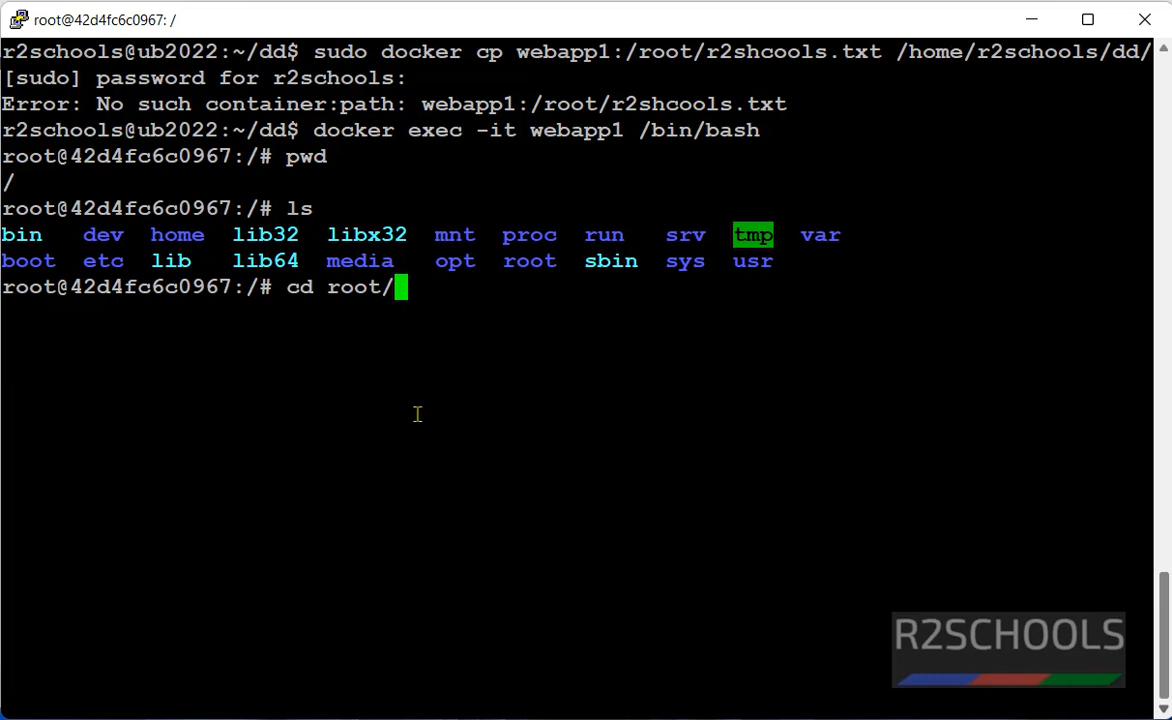 root@42d4fc6c0967: /
r2schools@ub2022:~/dd$ sudo docker cp webapp1:/root/r2shcools.txt /home/r2schools/dd/
[sudo] password for r2schools:
Error: No such container:path: webapp1:/root/r2shcools.txt
r2schools@ub2022:~/dd$ docker exec -it webapp1 /bin/bash
root@42d4fc6c0967:/# pwd
/
root@42d4fc6c0967:/# ls
bin dev home lib32 libx32 mnt proc run srv tmp var
boot etc lib lib64 media opt root sbin sys usr
root@42d4fc6c0967:/# cd root/
R2SCHOOLS